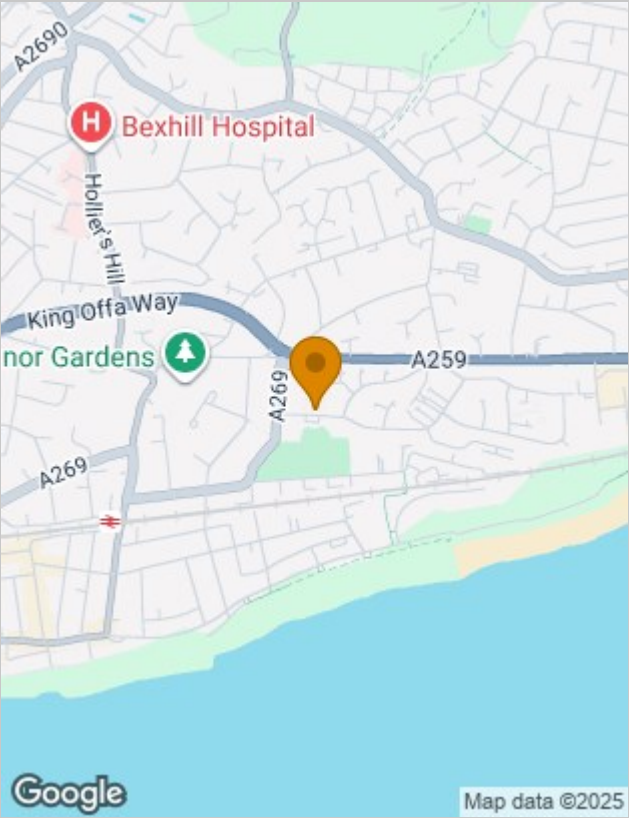 A2690
H
Bexhill Hospital
Hollier's Hill
King Offa Way
nor Gardens
A259
A269
A269
Google
Map data ©2025